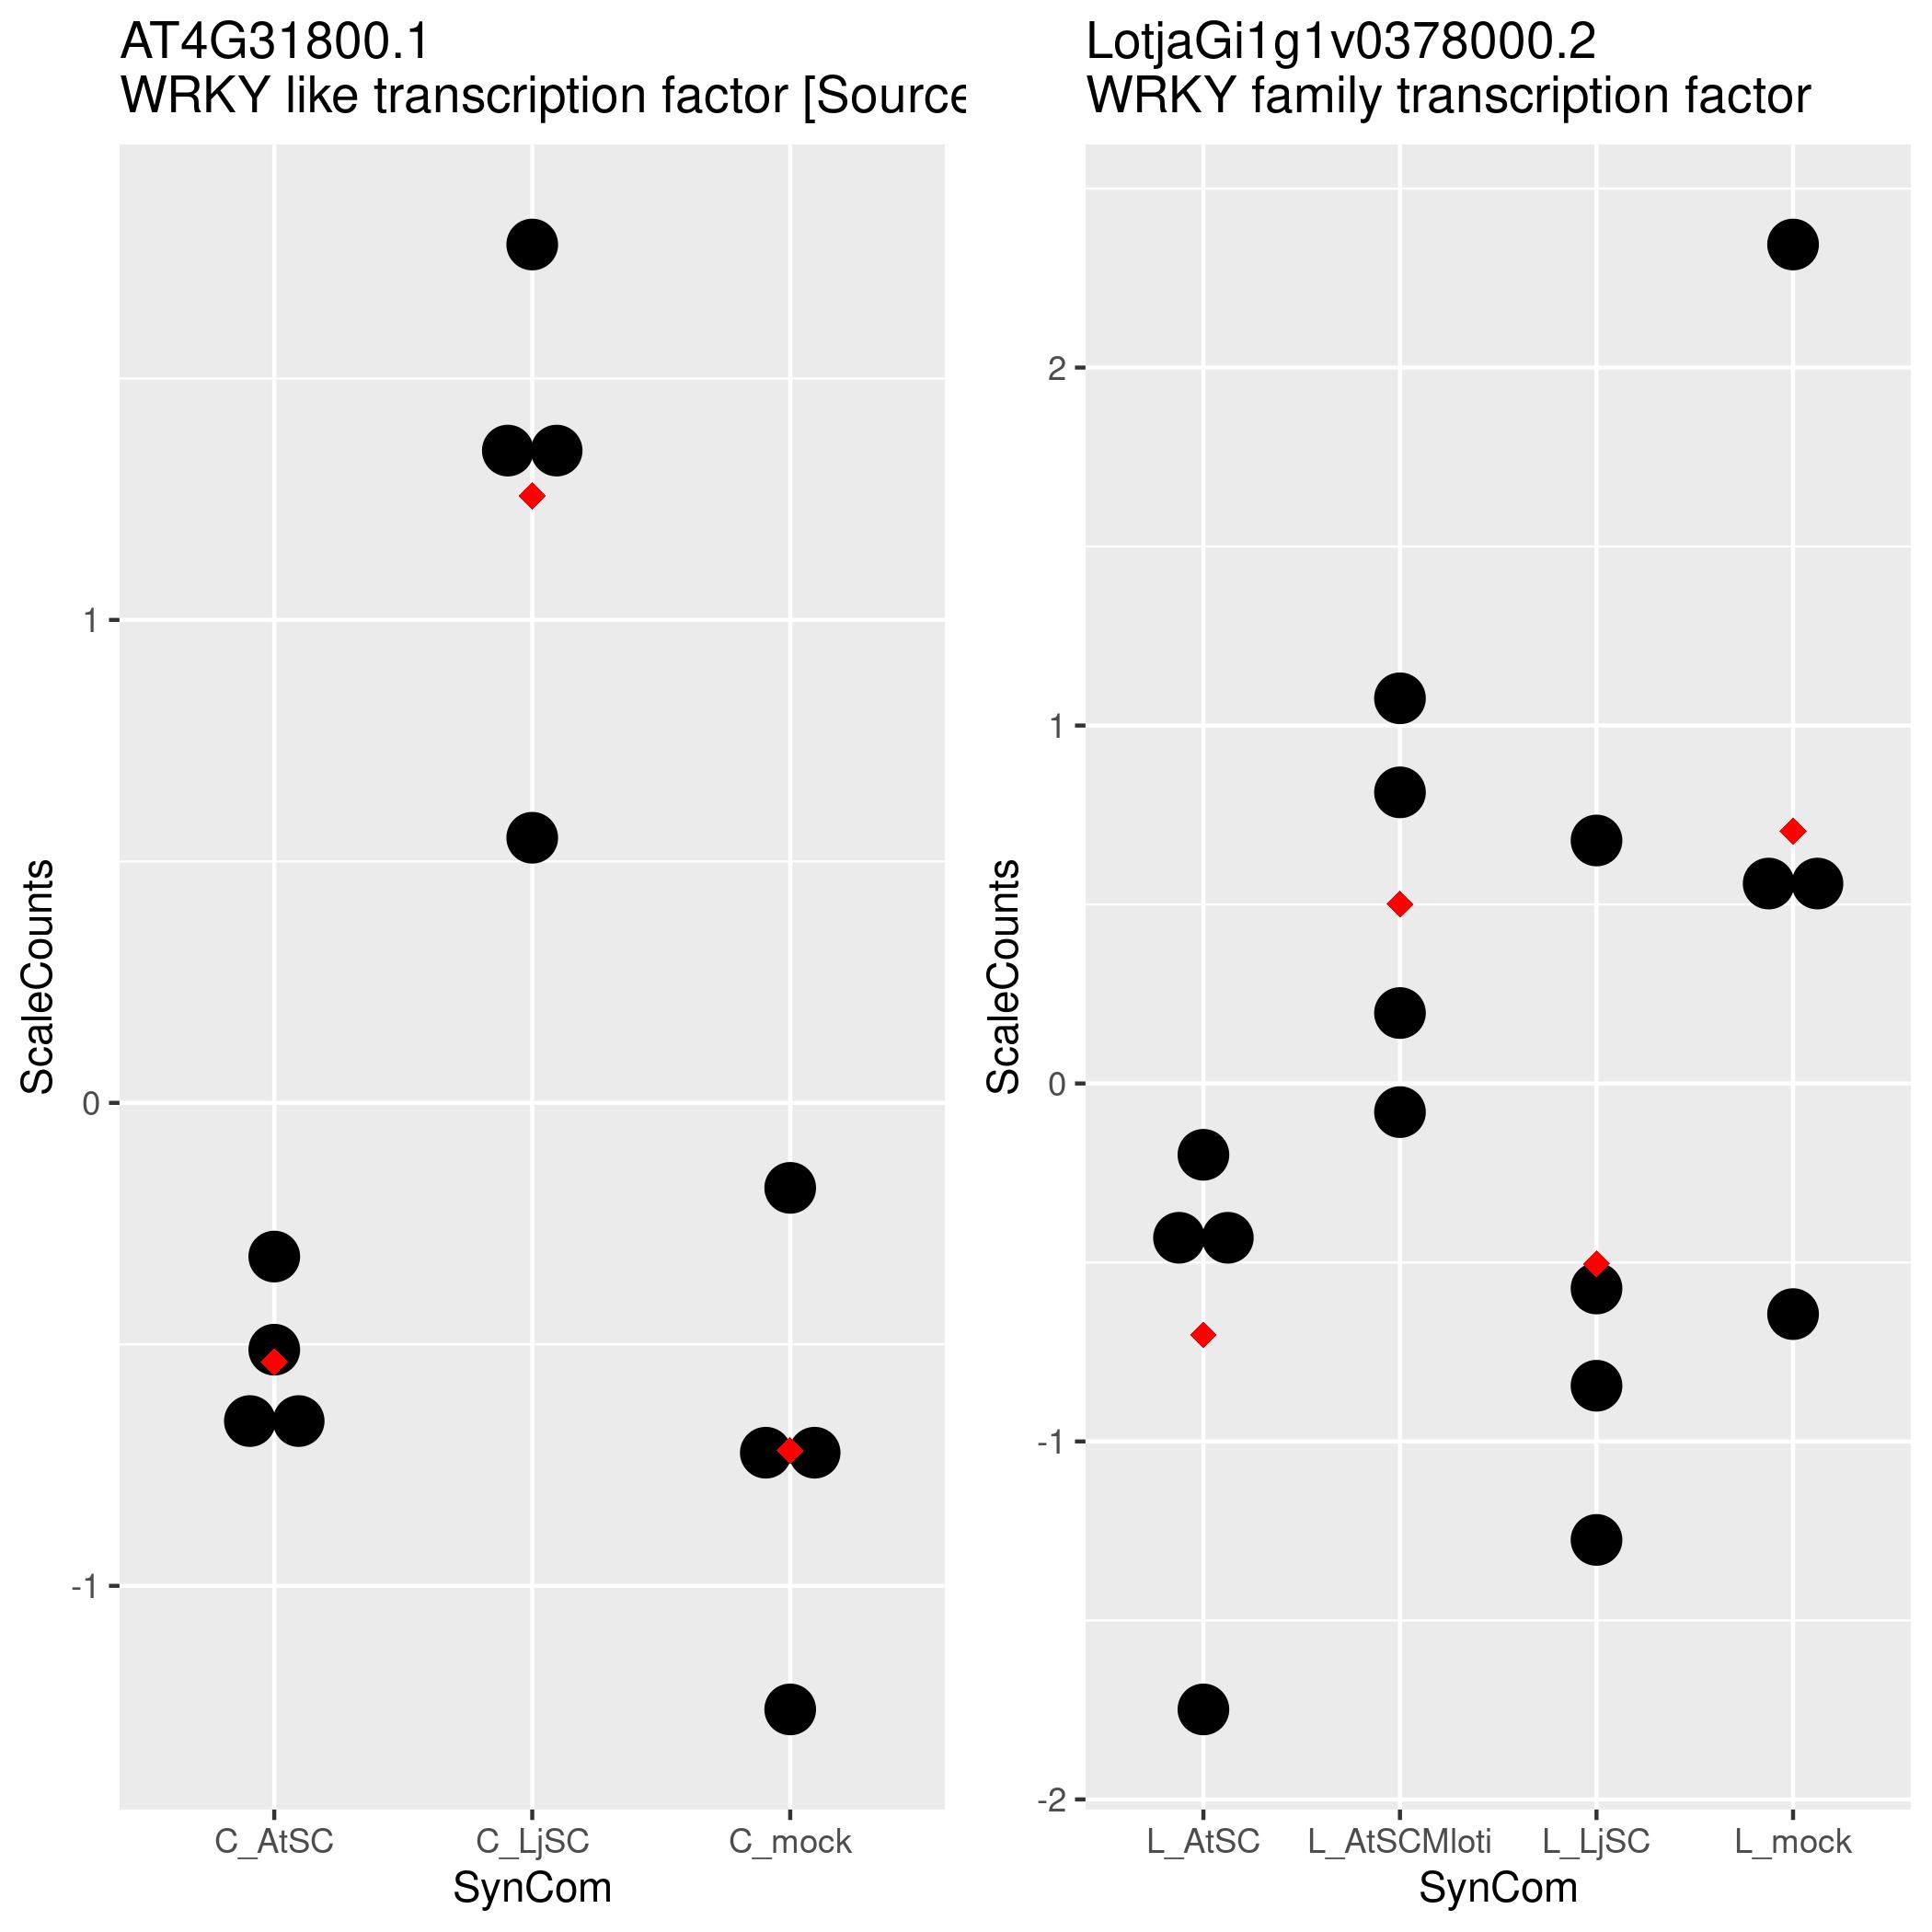 AT4G31800.1
WRKY like transcription factor [Source
ScaleCounts
1
0
-1
C_AtSC
C_LjSC
C_mock
SynCom
LotjaGi1g1v0378000.2
WRKY family transcription factor
ScaleCounts
2
1
0
-1
-2
L_AtSC
L_AtSCMloti
L_LjSC
L_mock
SynCom